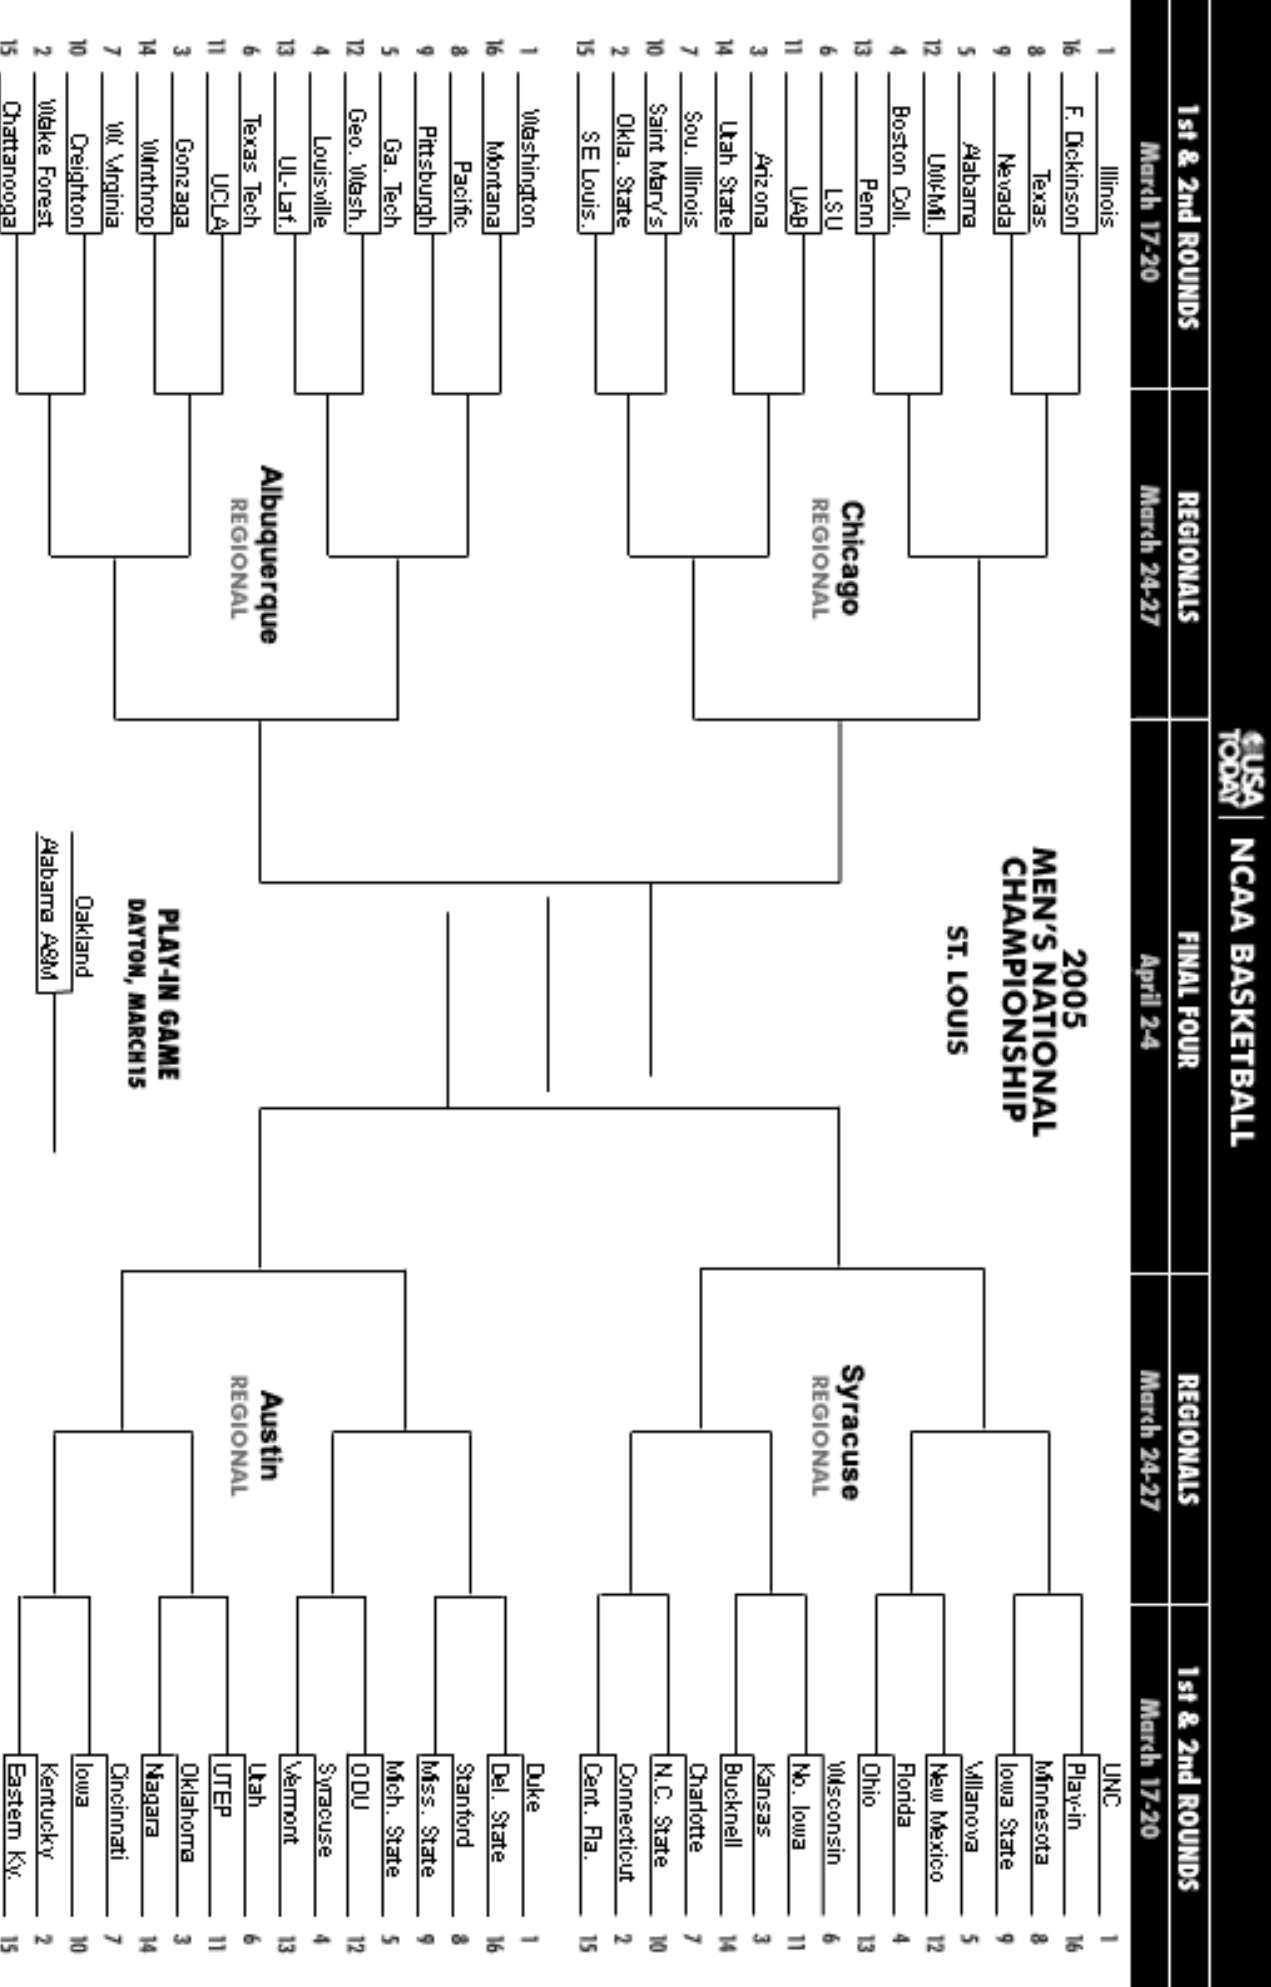 USA TODAY | NCAA BASKETBALL
1st & 2nd ROUNDS REGIONALS FINAL FOUR REGIONALS 1st & 2nd ROUNDS
March 17-20 March 24-27 April 2-4 March 24-27 March 17-20
1 Illinois
16 F. Dickinson
8 Texas
9 Nevada
5 Alabama
12 UW-Mil.
4 Boston Coll.
13 Penn
6 LSU
11 UAB
3 Arizona
14 Utah State
7 Sou. Illinois
10 Saint Mary's
2 Okla. State
15 SE Louis.
Chicago
REGIONAL
1 Washington
16 Montana
8 Pacific
9 Pittsburgh
5 Ga. Tech
12 Geo. Wash.
4 Louisville
13 UL-Laf.
6 Texas Tech
11 UCLA
3 Gonzaga
14 Winthrop
7 W. Virginia
10 Creighton
2 Wake Forest
15 Chattanooga
Albuquerque
REGIONAL
2005
MEN'S NATIONAL
CHAMPIONSHIP
ST. LOUIS
PLAY-IN GAME
DAYTON, MARCH 15
Oakland
Alabama A&M
Syracuse
REGIONAL
UNC 1
Play-in 16
Minnesota 8
Iowa State 9
Villanova 5
New Mexico 12
Florida 4
Ohio 13
Wisconsin 6
No. Iowa 11
Kansas 3
Bucknell 14
Charlotte 7
N.C. State 10
Connecticut 2
Cent. Fla. 15
Austin
REGIONAL
Duke 1
Del. State 16
Stanford 8
Miss. State 9
Mich. State 5
ODU 12
Syracuse 4
Vermont 13
Utah 6
UTEP 11
Oklahoma 3
Niagara 14
Cincinnati 7
Iowa 10
Kentucky 2
Eastern Ky. 15